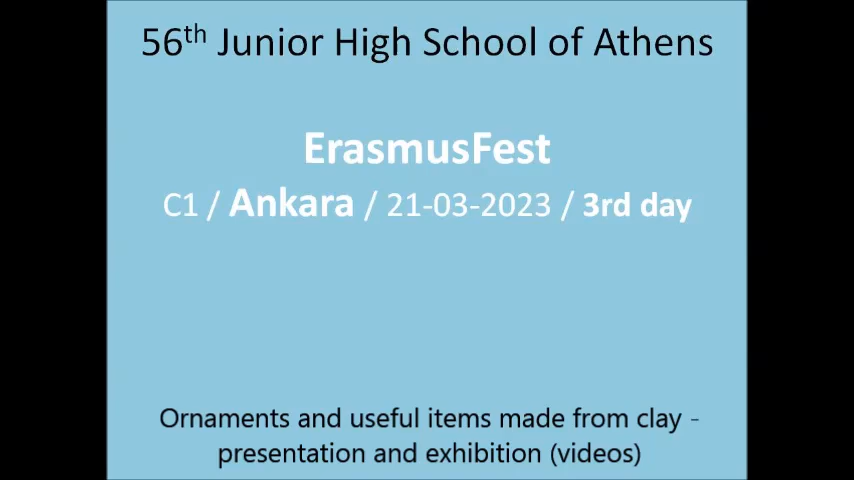 56th Junior High School of Athens
ErasmusFest
C1 / Ankara / 21-03-2023 / 3rd day
Ornaments and useful items made from clay -
presentation and exhibition (videos)